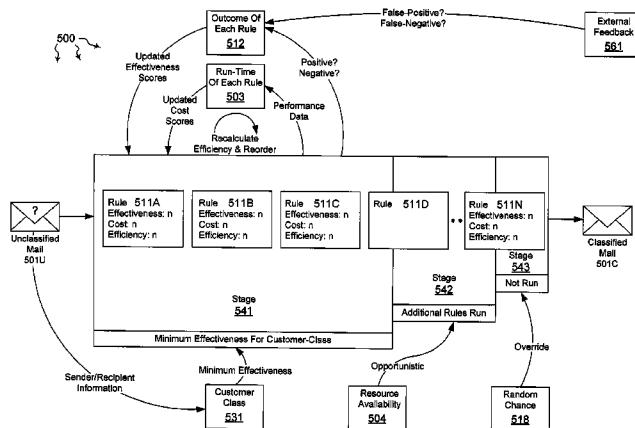 500
Outcome Of
Each Rule
512
False-Positive?
False-Negative?
External
Feedback
561
Updated
Effectiveness
Scores
Run-Time
Of Each Rule
503
Positive?
Negative?
Updated
Cost
Scores
Performance
Data
Recalculate
Efficiency & Reorder
Rule 511A
Effectiveness: n
Cost: n
Efficiency: n
Rule 511B
Effectiveness: n
Cost: n
Efficiency: n
Rule 511C
Effectiveness: n
Cost: n
Efficiency: n
Rule 511D
Rule 511N
Effectiveness: n
Cost: n
Efficiency: n
?
Unclassified
Mail
501U
Classified
Mail
501C
Stage
541
Stage
542
Stage
543
Not Run
Additional Rules Run
Minimum Effectiveness For Customer-Class
Minimum Effectiveness
Opportunistic
Override
Sender/Recipient
Information
Customer
Class
531
Resource
Availability
504
Random
Chance
518